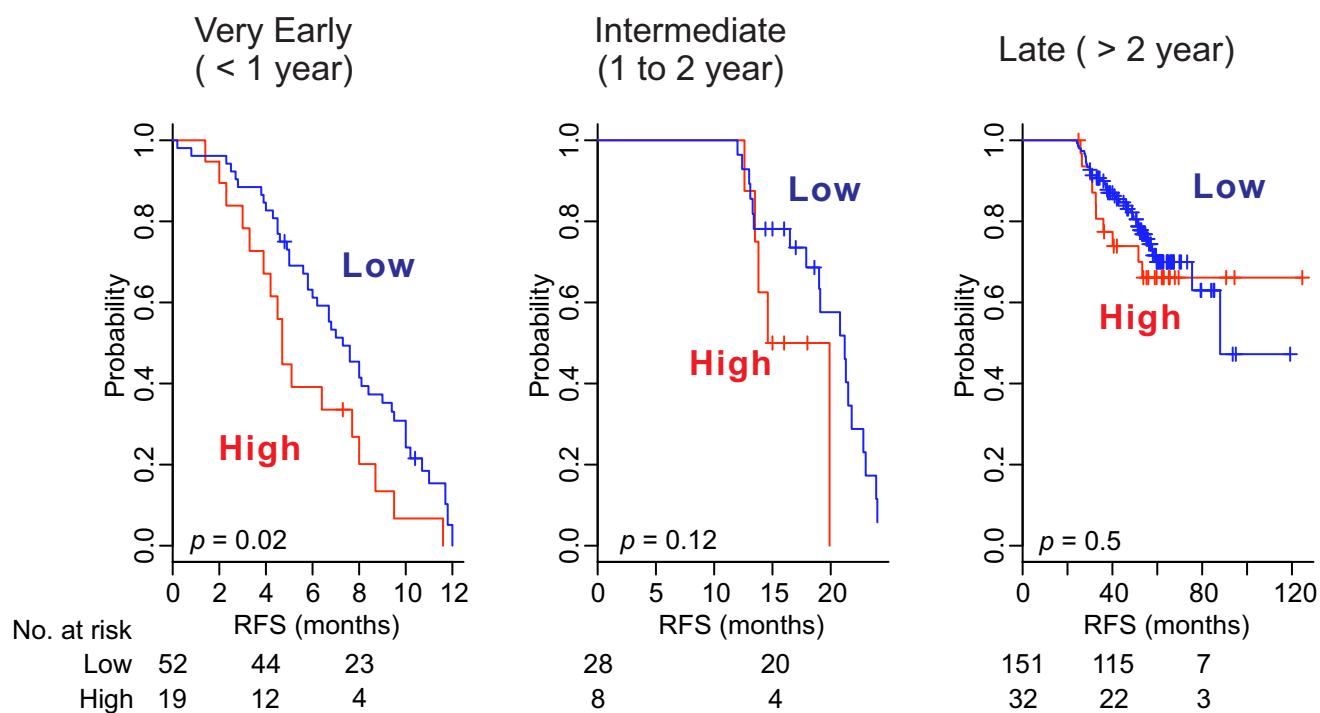 Very Early
( < 1 year)
Intermediate
(1 to 2 year)
Late ( > 2 year)
Probability
1.0
0.8
0.6
0.4
0.2
0.0
Low
High
p = 0.02
0 2 4 6 8 10 12
RFS (months)
Probability
1.0
0.8
0.6
0.4
0.2
0.0
Low
High
p = 0.12
0 5 10 15 20
RFS (months)
Probability
1.0
0.8
0.6
0.4
0.2
0.0
Low
High
p = 0.5
0 40 80 120
RFS (months)
No. at risk
Low 52 44 23 28 20 151 115 7
High 19 12 4 8 4 32 22 3